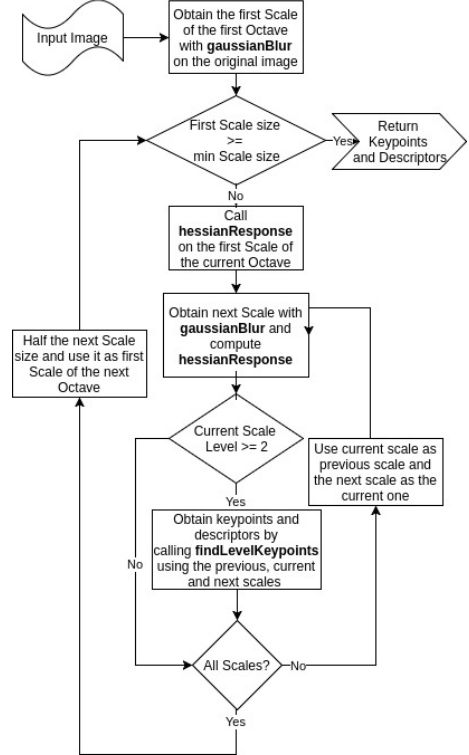 Input Image
Obtain the first Scale
of the first Octave
with gaussianBlur
on the original image
First Scale size
>=
min Scale size
Yes
Return
Keypoints
and Descriptors
No
Call
hessianResponse
on the first Scale of
the current Octave
Obtain next Scale with
gaussianBlur and
compute
hessianResponse
Half the next Scale
size and use it as first
Scale of the next
Octave
Current Scale
Level >= 2
Use current scale as
previous scale and
the next scale as the
current one
Yes
Obtain keypoints and
descriptors by
calling findLevelKeypoints
using the previous, current
and next scales
No
All Scales?
No
Yes